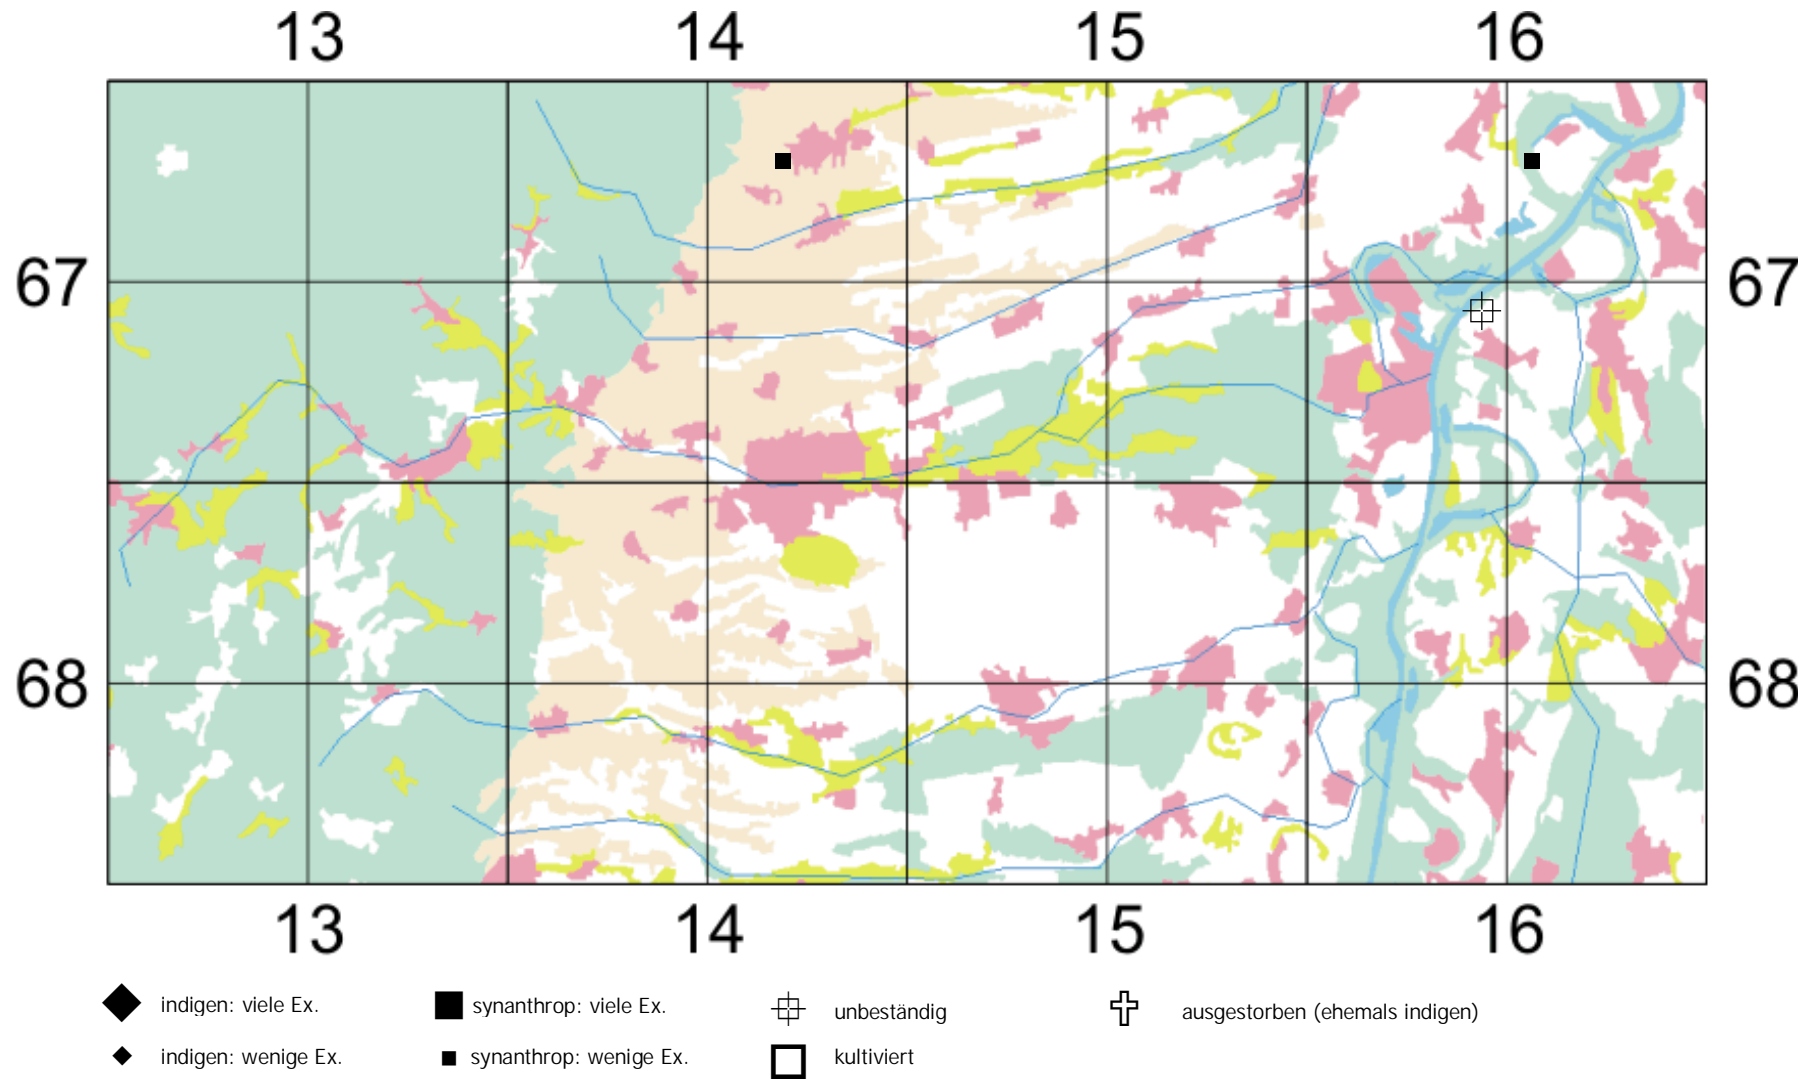 13 14 15 16
67 67
68 68
13 14 15 16
indigen: viele Ex. synanthrop: viele Ex. unbeständig ausgestorben (ehemals indigen)
indigen: wenige Ex. synanthrop: wenige Ex. kultiviert